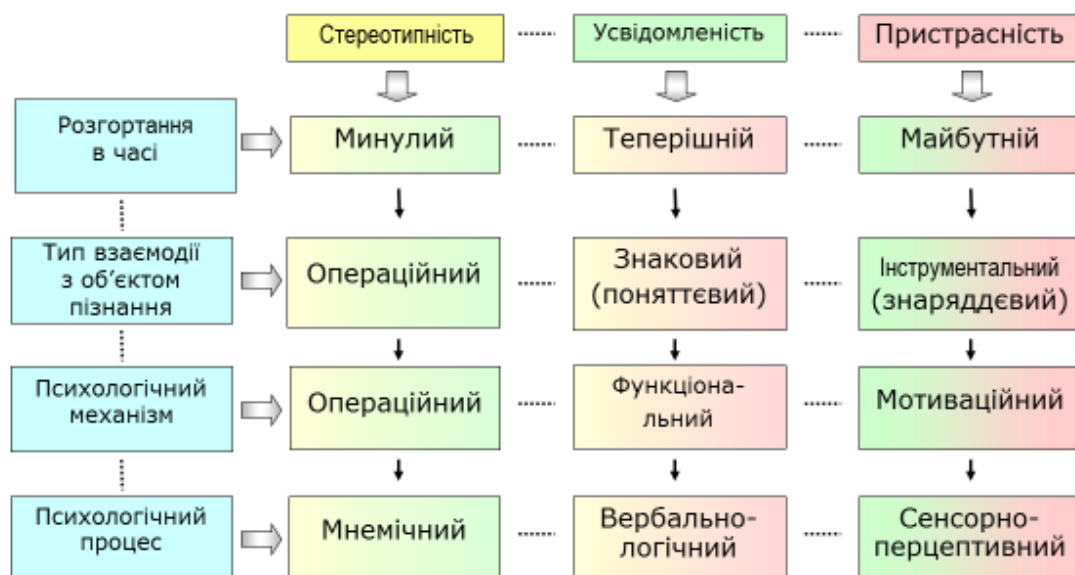 Стереотипність
Усвідомленість
Пристрасність
Розгортання
в часі
Минулий
Теперішній
Майбутній
Тип взаємодії
з об’єктом
пізнання
Операційний
Знаковий
(поняттєвий)
Інструментальний
(знаряддєвий)
Психологічний
механізм
Операційний
Функціона-
льний
Мотиваційний
Психологічний
процес
Мнемічний
Вербально-
логічний
Сенсорно-
перцептивний